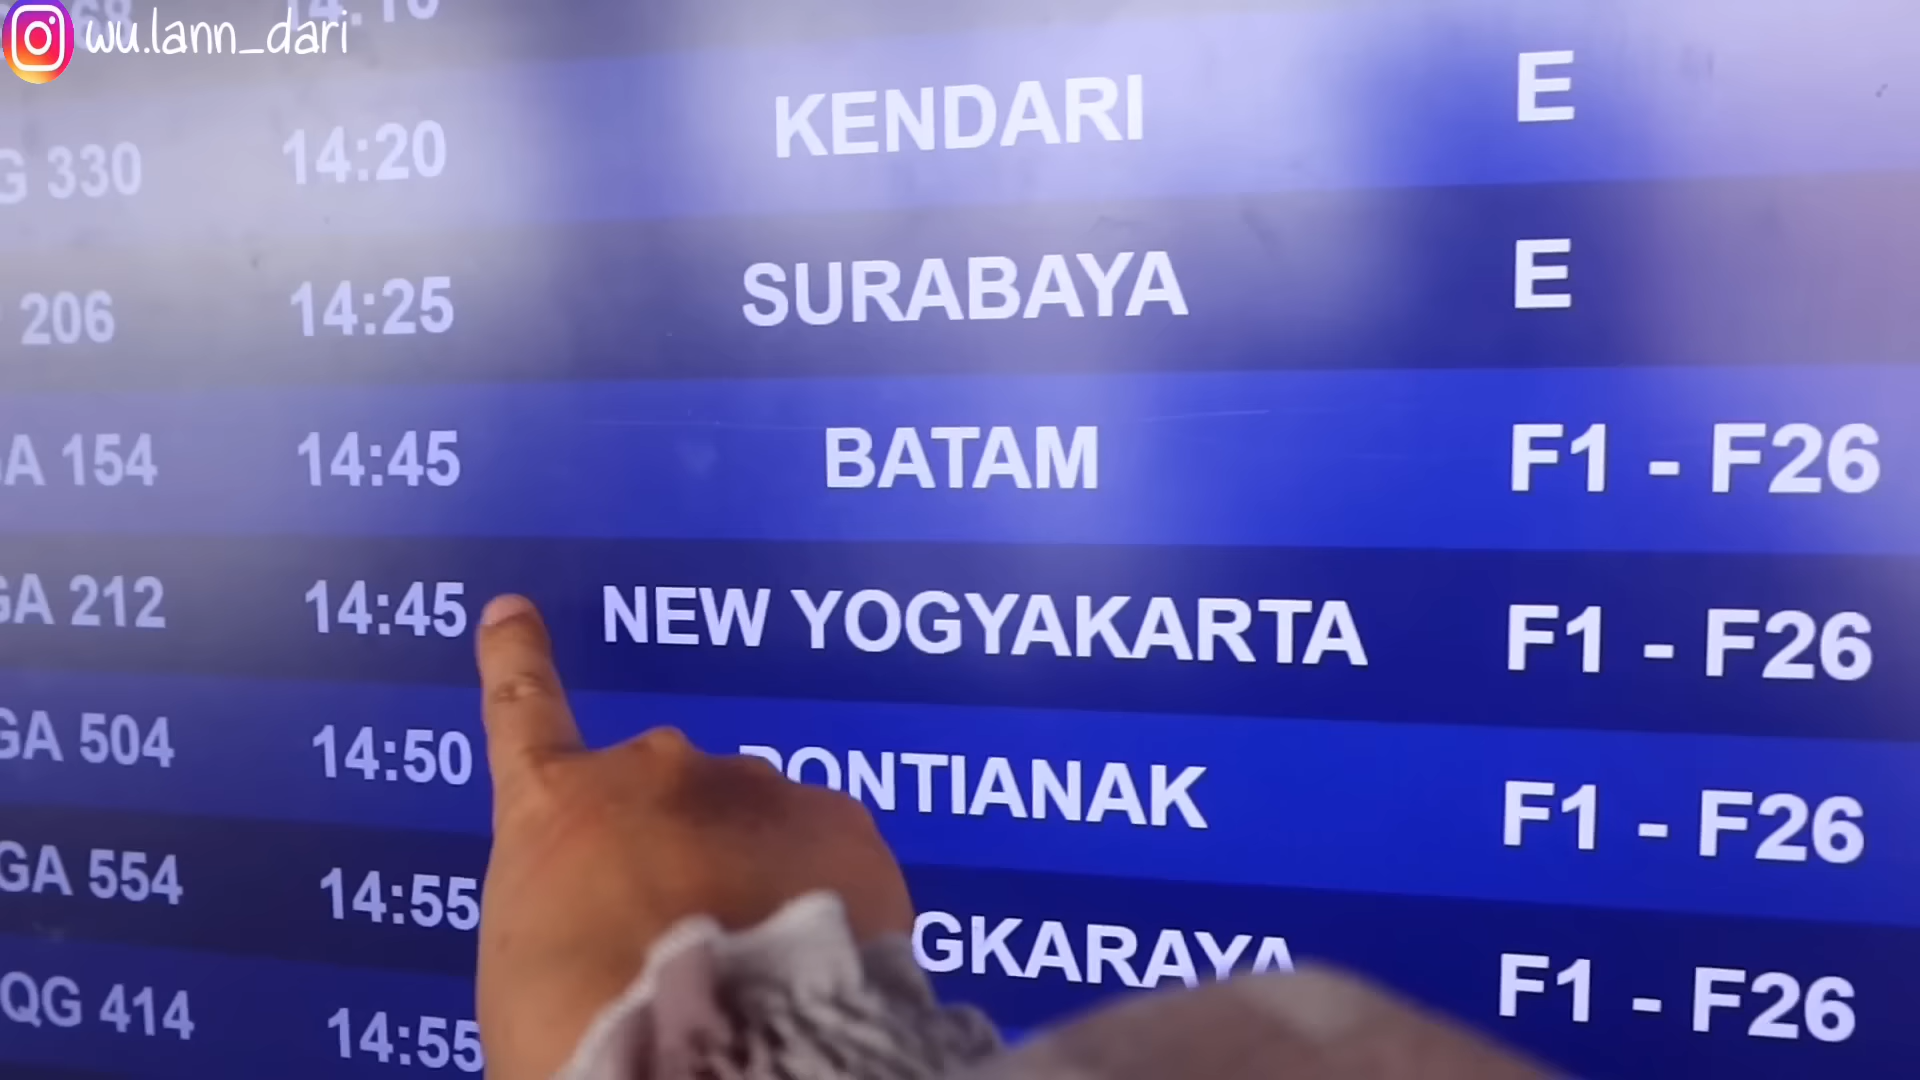 wu.lann_dari
G 330 14:20 KENDARI E
206 14:25 SURABAYA E
GA 154 14:45 BATAM F1 - F26
GA 212 14:45 NEW YOGYAKARTA F1 - F26
GA 504 14:50 PONTIANAK F1 - F26
GA 554 14:55 GKARAYA F1 - F26
QG 414 14:55